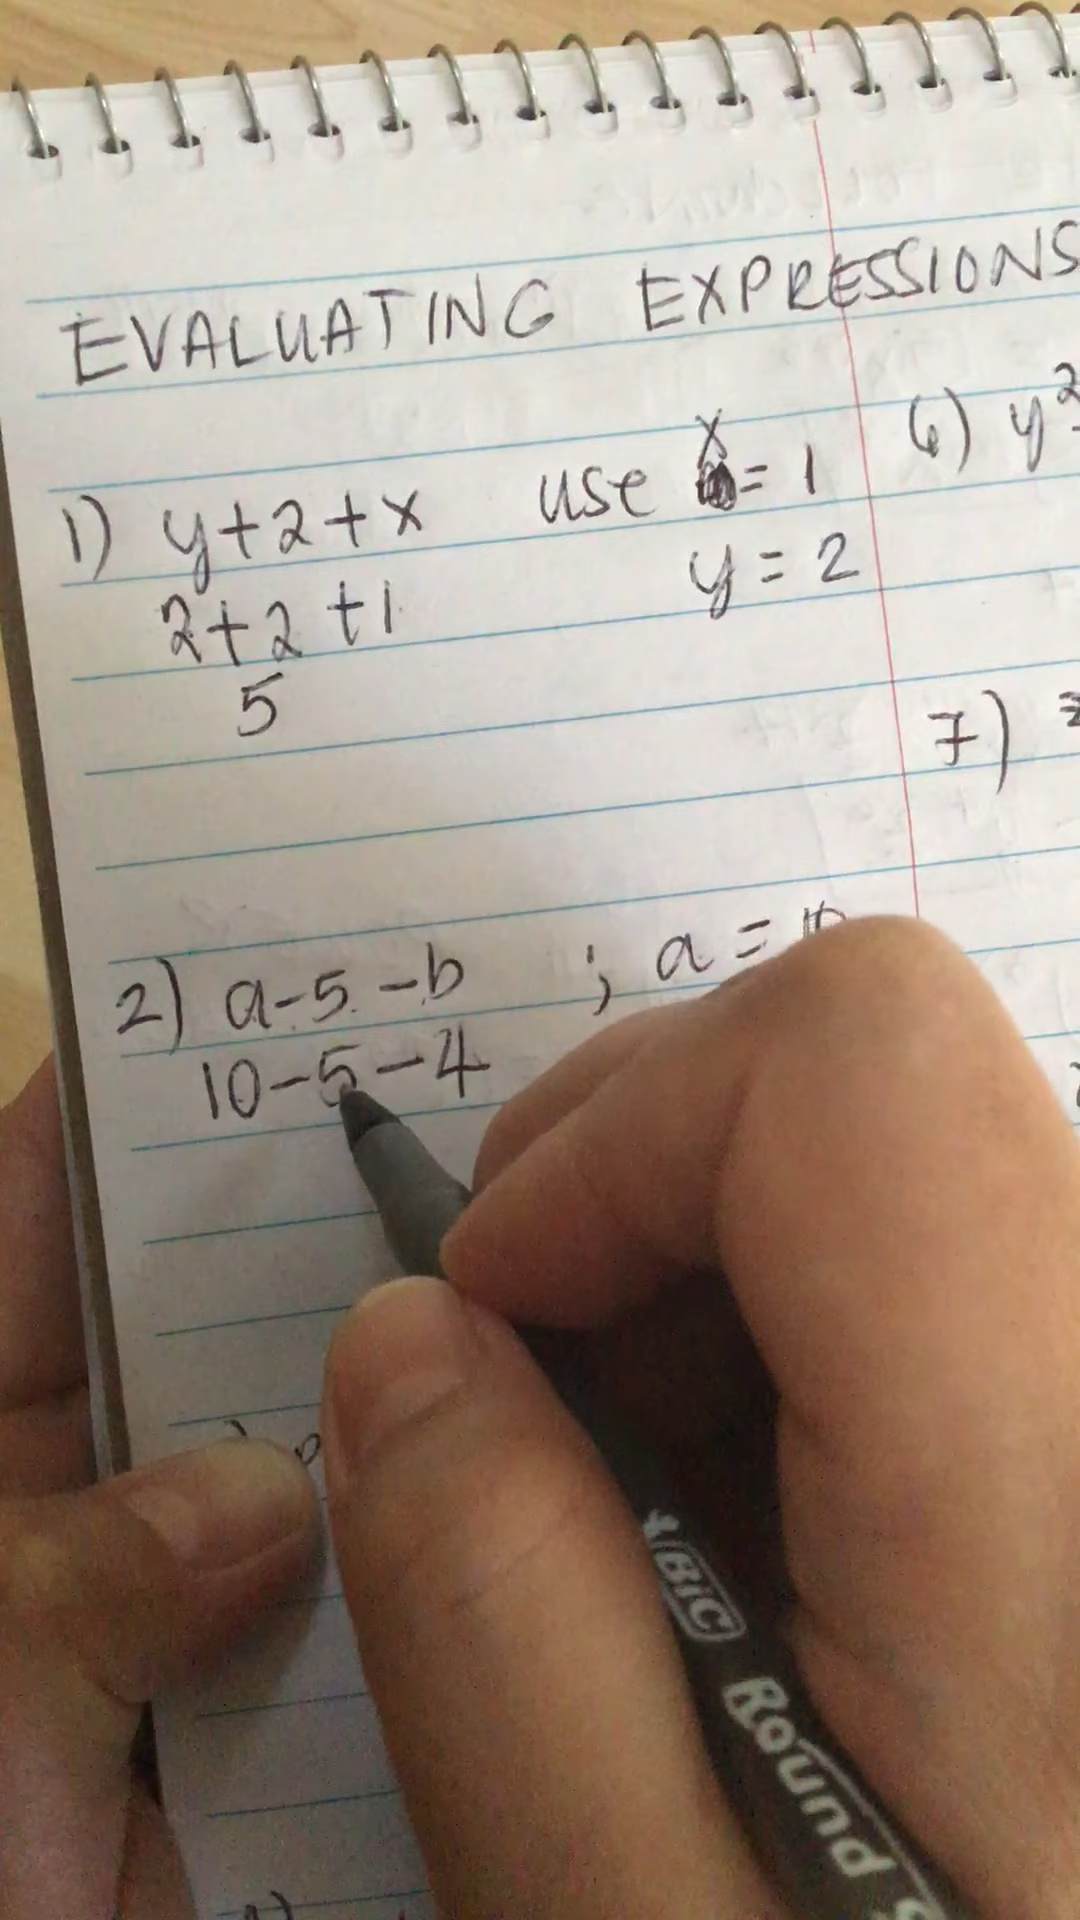 EVALUATING EXPRESSIONS
1) y+2+x use x=1
y=2
2+2+1
5
2) a-5-b ; a=
10-5-4
6) y²
7)
BiC
Round